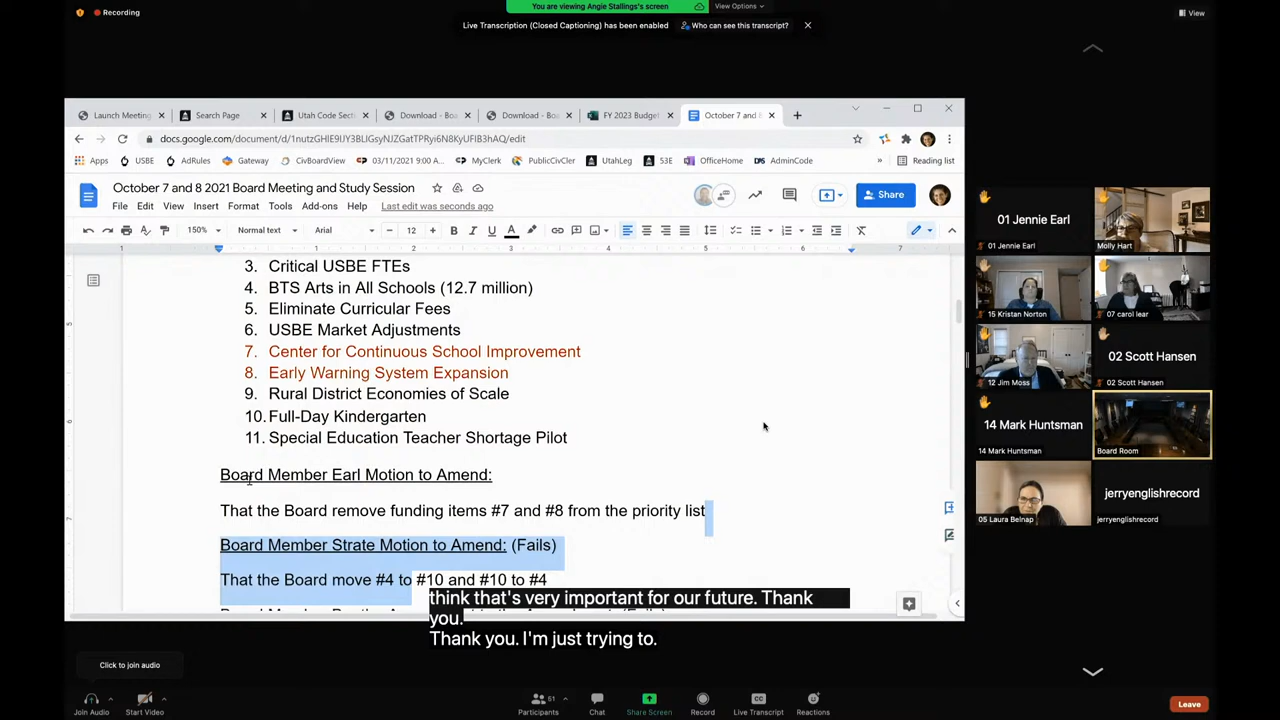 Recording
You are viewing Angie Stallings's screen
View Options
Live Transcription (Closed Captioning) has been enabled
Who can see this transcript?
View
Launch Meeting
Search Page
Utah Code Secti
Download - Boa
Download - Boa
FY 2023 Budget
October 7 and 8
docs.google.com/document/d/1nutzGHlE9UY3BLJGsyNJZGatTPRyi6N8KyUFIB3hAQ/edit
Apps
USBE
AdRules
Gateway
CivBoardVIEW
03/11/2021 9:00 A...
MyClerk
PublicCivCler
UtahLeg
53E
OfficeHome
AdminCode
Reading list
October 7 and 8 2021 Board Meeting and Study Session
File Edit View Insert Format Tools Add-ons Help Last edit was seconds ago
Share
150% Normal text Arial 12
1 1 2 3 4 5 6 7
3. Critical USBE FTEs
4. BTS Arts in All Schools (12.7 million)
5. Eliminate Curricular Fees
6. USBE Market Adjustments
7. Center for Continuous School Improvement
8. Early Warning System Expansion
9. Rural District Economies of Scale
10. Full-Day Kindergarten
11. Special Education Teacher Shortage Pilot
Board Member Earl Motion to Amend:
That the Board remove funding items #7 and #8 from the priority list
Board Member Strate Motion to Amend: (Fails)
That the Board move #4 to #10 and #10 to #4
think that's very important for our future. Thank
you.
Thank you. I'm just trying to.
01 Jennie Earl
01 Jennie Earl
Molly Hart
15 Kristan Norton
07 carol lear
12 Jim Moss
02 Scott Hansen
02 Scott Hansen
14 Mark Huntsman
14 Mark Huntsman
Board Room
05 Laura Belnap
jerryenglishrecord
jerryenglishrecord
Click to join audio
Join Audio
Start Video
61
Participants
Chat
Share Screen
Record
Live Transcript
Reactions
Leave